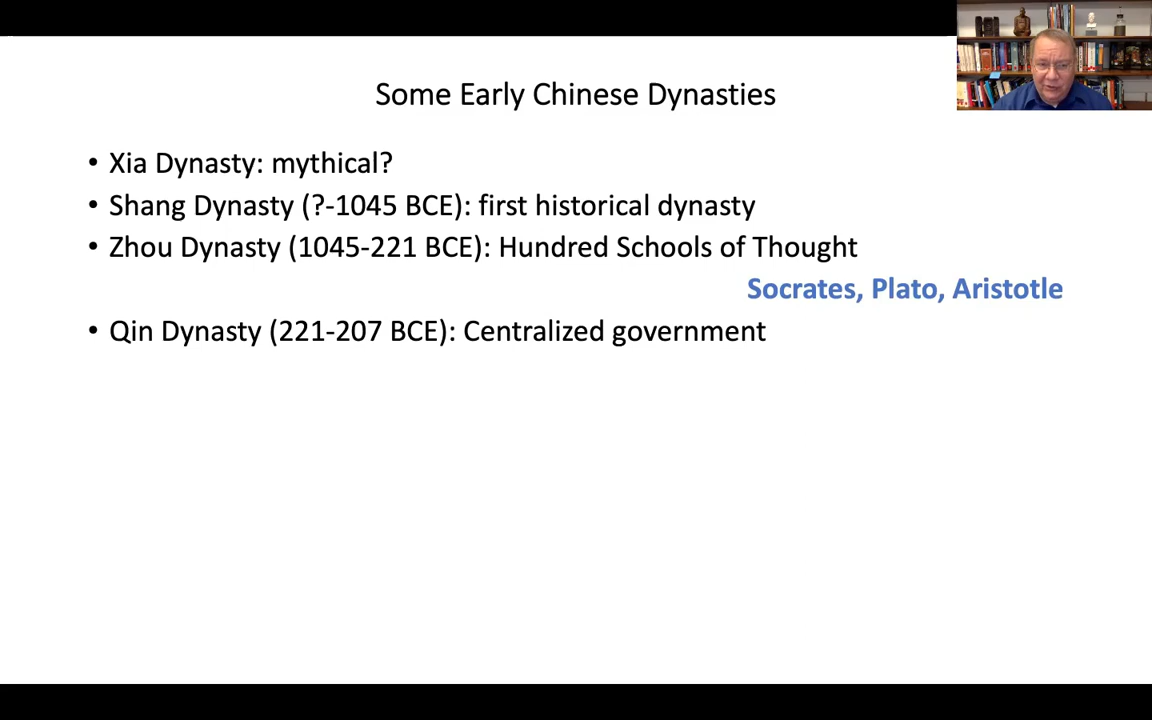 Some Early Chinese Dynasties
• Xia Dynasty: mythical?
• Shang Dynasty (?-1045 BCE): first historical dynasty
• Zhou Dynasty (1045-221 BCE): Hundred Schools of Thought
Socrates, Plato, Aristotle
• Qin Dynasty (221-207 BCE): Centralized government